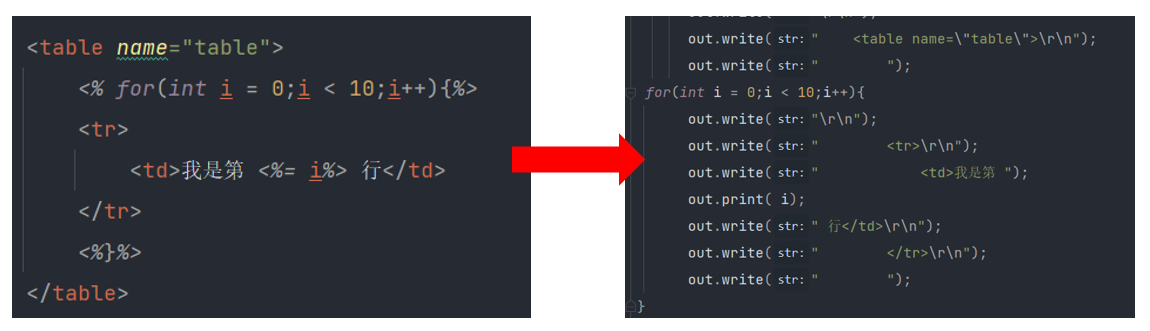 <table name="table">
<% for(int i = 0;i < 10;i++){%>
<tr>
<td>我是第 <%= i%> 行</td>
</tr>
<%}%>
</table>
out.write( str: "    <table name=\"table\">\r\n");
out.write( str: "        ");
for(int i = 0;i < 10;i++){
out.write( str: "\r\n");
out.write( str: "        <tr>\r\n");
out.write( str: "            <td>我是第 ");
out.print( i);
out.write( str: " 行</td>\r\n");
out.write( str: "        </tr>\r\n");
out.write( str: "        ");
}